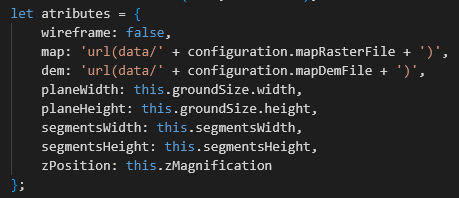 let atributes = {
wireframe: false,
map: 'url(data/' + configuration.mapRasterFile + ')',
dem: 'url(data/' + configuration.mapDemFile + ')',
planeWidth: this.groundSize.width,
planeHeight: this.groundSize.height,
segmentsWidth: this.segmentsWidth,
segmentsHeight: this.segmentsHeight,
zPosition: this.zMagnification
};